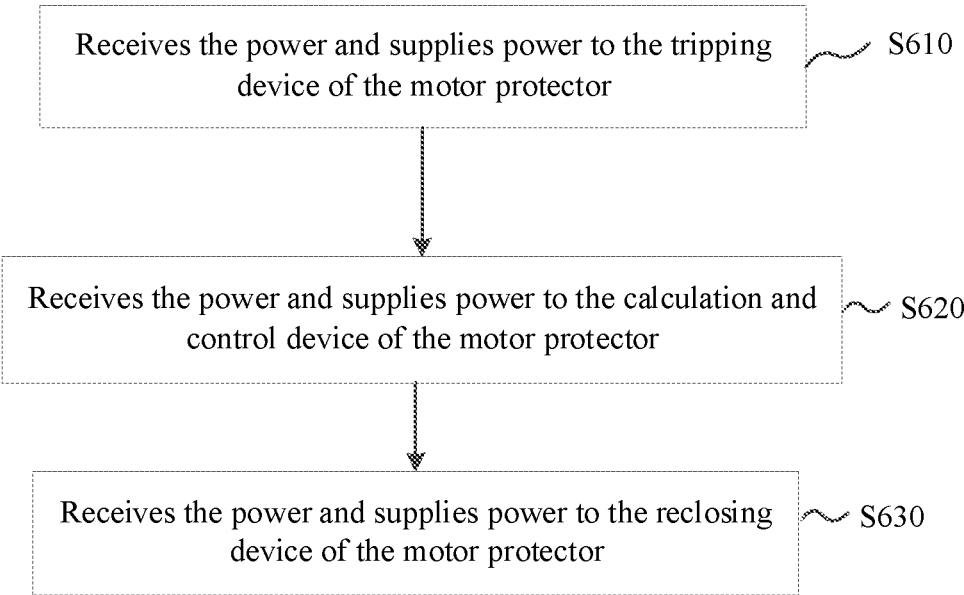 Receives the power and supplies power to the tripping
device of the motor protector
S610
Receives the power and supplies power to the calculation and
control device of the motor protector
S620
Receives the power and supplies power to the reclosing
device of the motor protector
S630